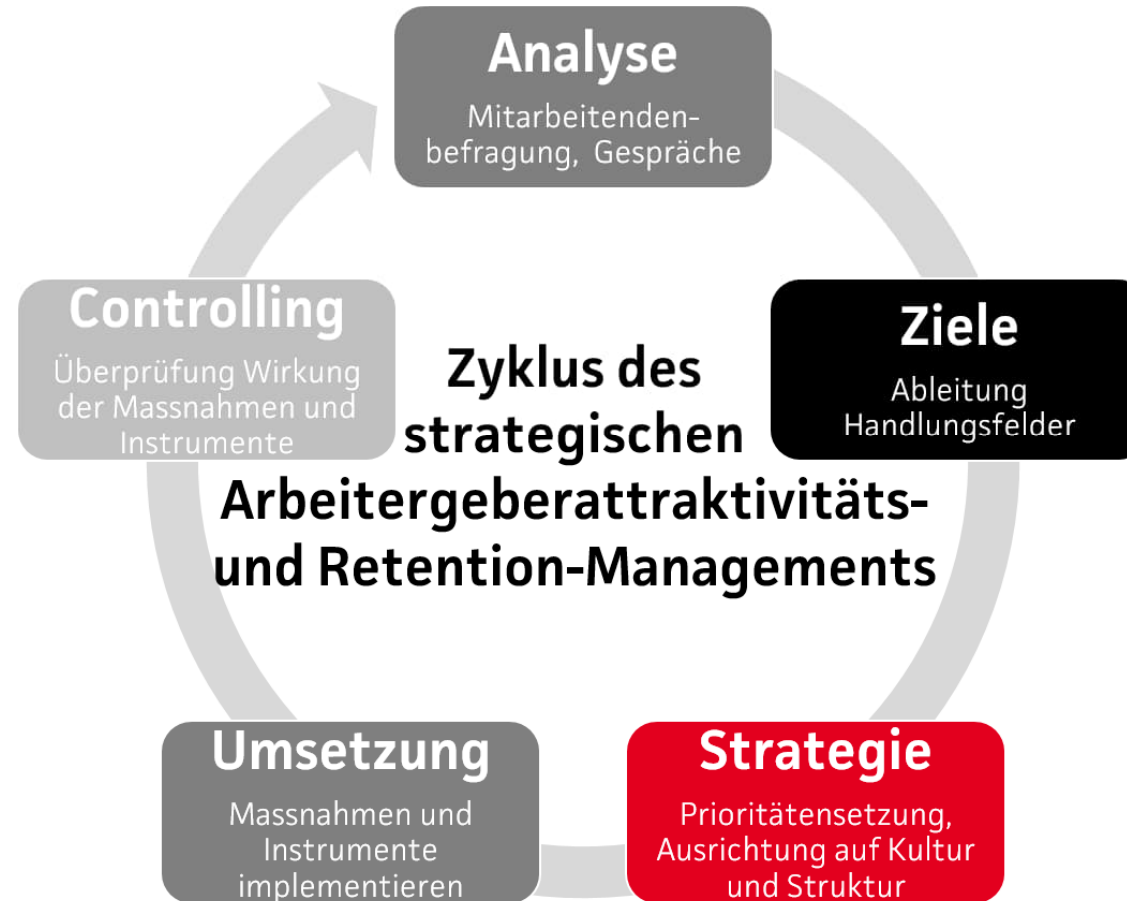 Analyse
Mitarbeitenden-
befragung, Gespräche
Ziele
Ableitung
Handlungsfelder
Strategie
Prioritätensetzung,
Ausrichtung auf Kultur
und Struktur
Umsetzung
Massnahmen und
Instrumente
implementieren
Controlling
Überprüfung Wirkung
der Massnahmen und
Instrumente
Zyklus des
strategischen
Arbeitergeberattraktivitäts-
und Retention-Managements